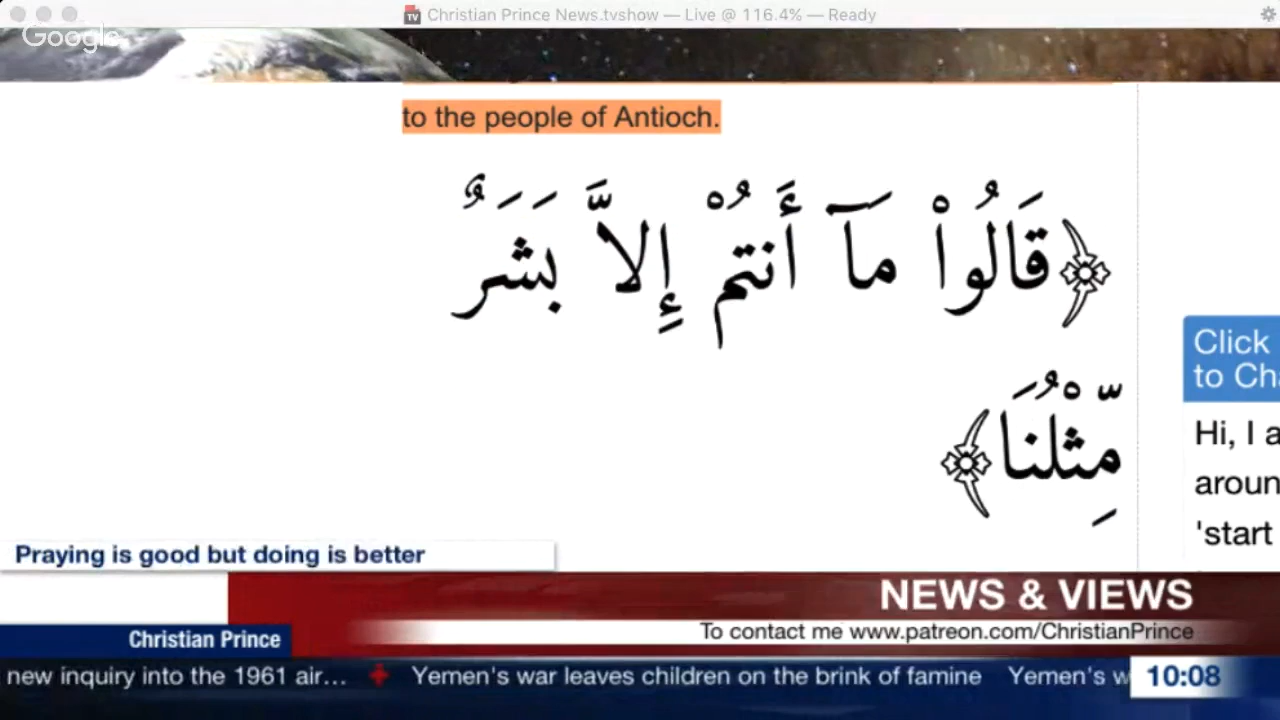 Christian Prince News.tvshow — Live @ 116.4% — Ready
Google
to the people of Antioch.
﴿قَالُواْ مَآ أَنتُمْ إِلاَّ بَشَرٌ
مِّثْلُنَا﴾
Click
to Cha
Hi, I a
aroun
'start
Praying is good but doing is better
NEWS & VIEWS
To contact me www.patreon.com/ChristianPrince
Christian Prince
new inquiry into the 1961 air... Yemen's war leaves children on the brink of famine Yemen's w
10:08